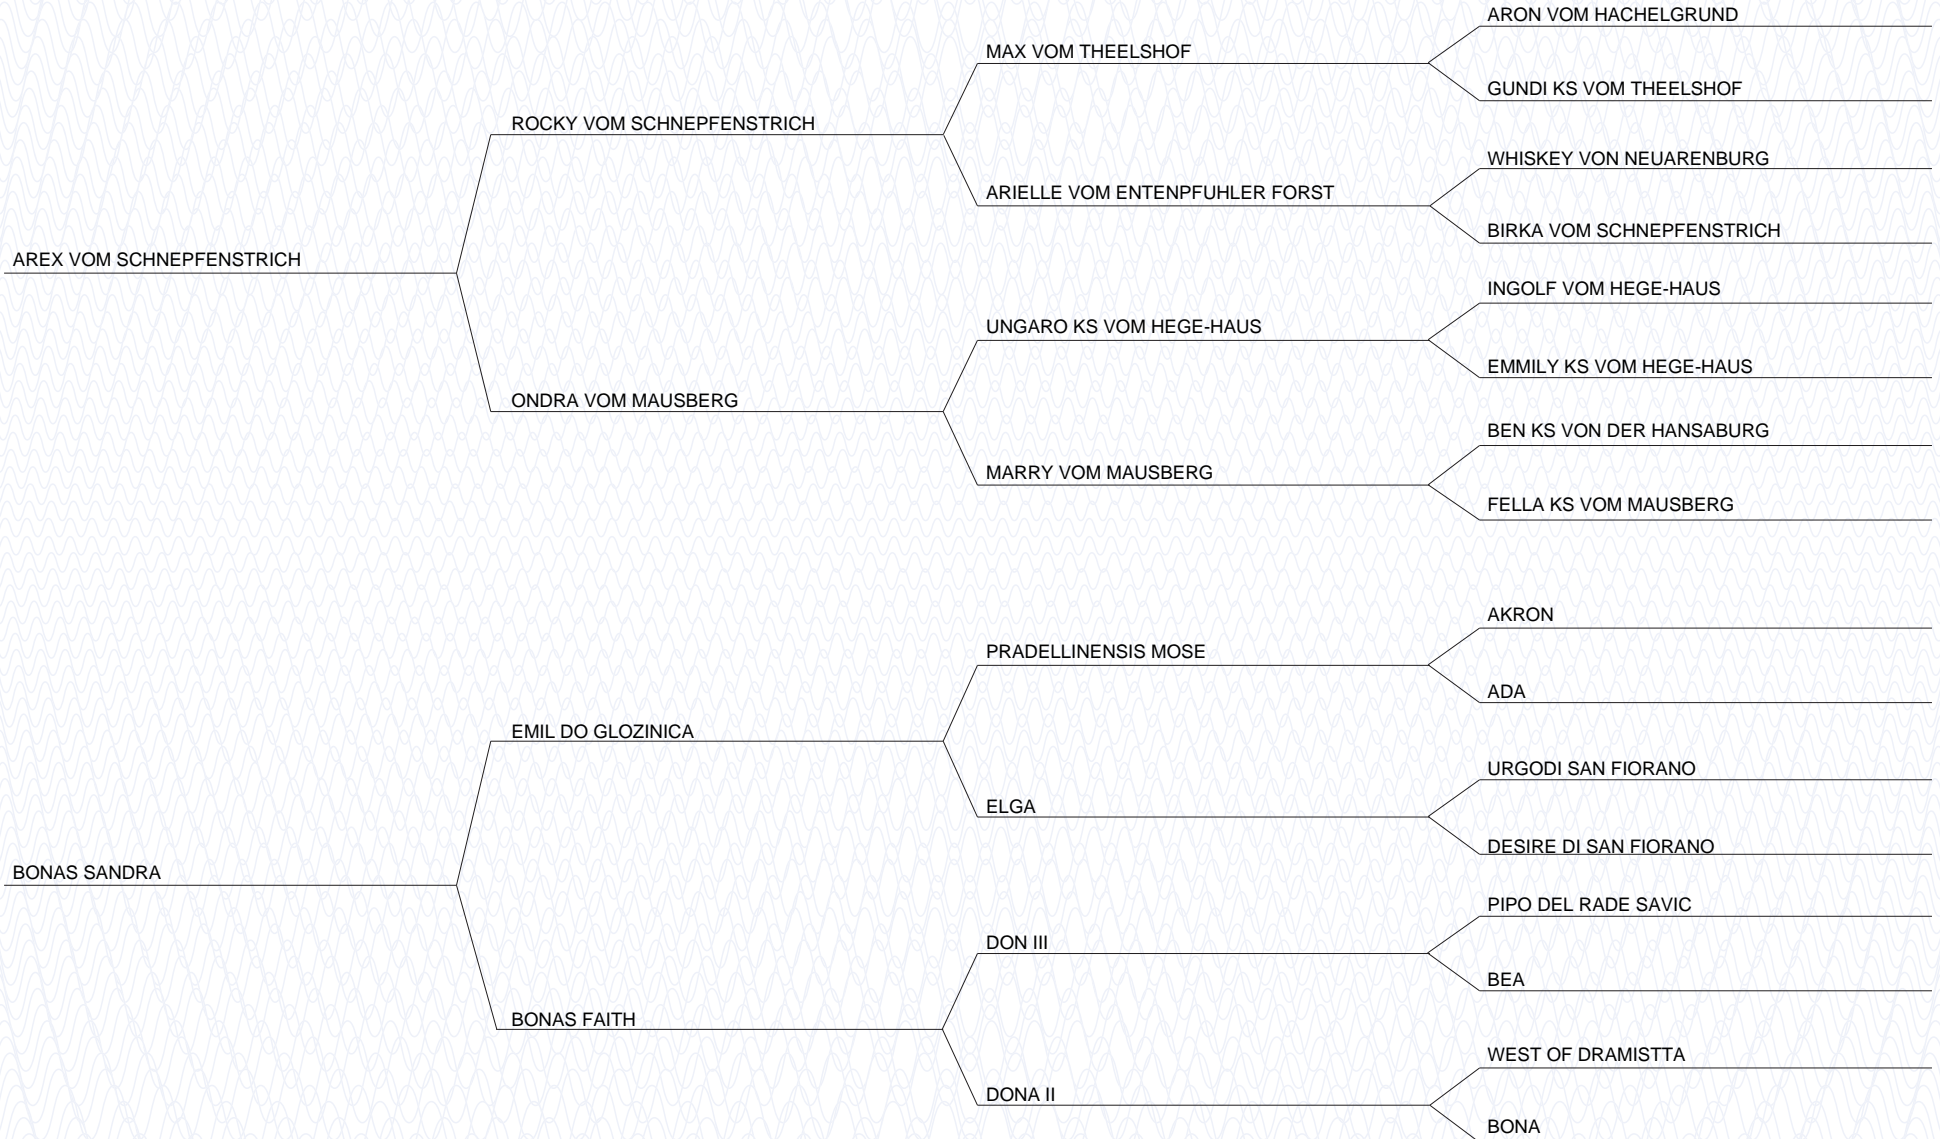 ARON VOM HACHELGRUND
MAX VOM THEELSHOF
GUNDI KS VOM THEELSHOF
ROCKY VOM SCHNEPFENSTRICH
WHISKEY VON NEUARENBURG
ARIELLE VOM ENTENPFUHLER FORST
BIRKA VOM SCHNEPFENSTRICH
AREX VOM SCHNEPFENSTRICH
INGOLF VOM HEGE-HAUS
UNGARO KS VOM HEGE-HAUS
EMMILY KS VOM HEGE-HAUS
ONDRA VOM MAUSBERG
BEN KS VON DER HANSABURG
MARRY VOM MAUSBERG
FELLA KS VOM MAUSBERG
AKRON
PRADELLINENSIS MOSE
ADA
EMIL DO GLOZINICA
URGODI SAN FIORANO
ELGA
DESIRE DI SAN FIORANO
BONAS SANDRA
PIPO DEL RADE SAVIC
DON III
BEA
BONAS FAITH
WEST OF DRAMISTTA
DONA II
BONA